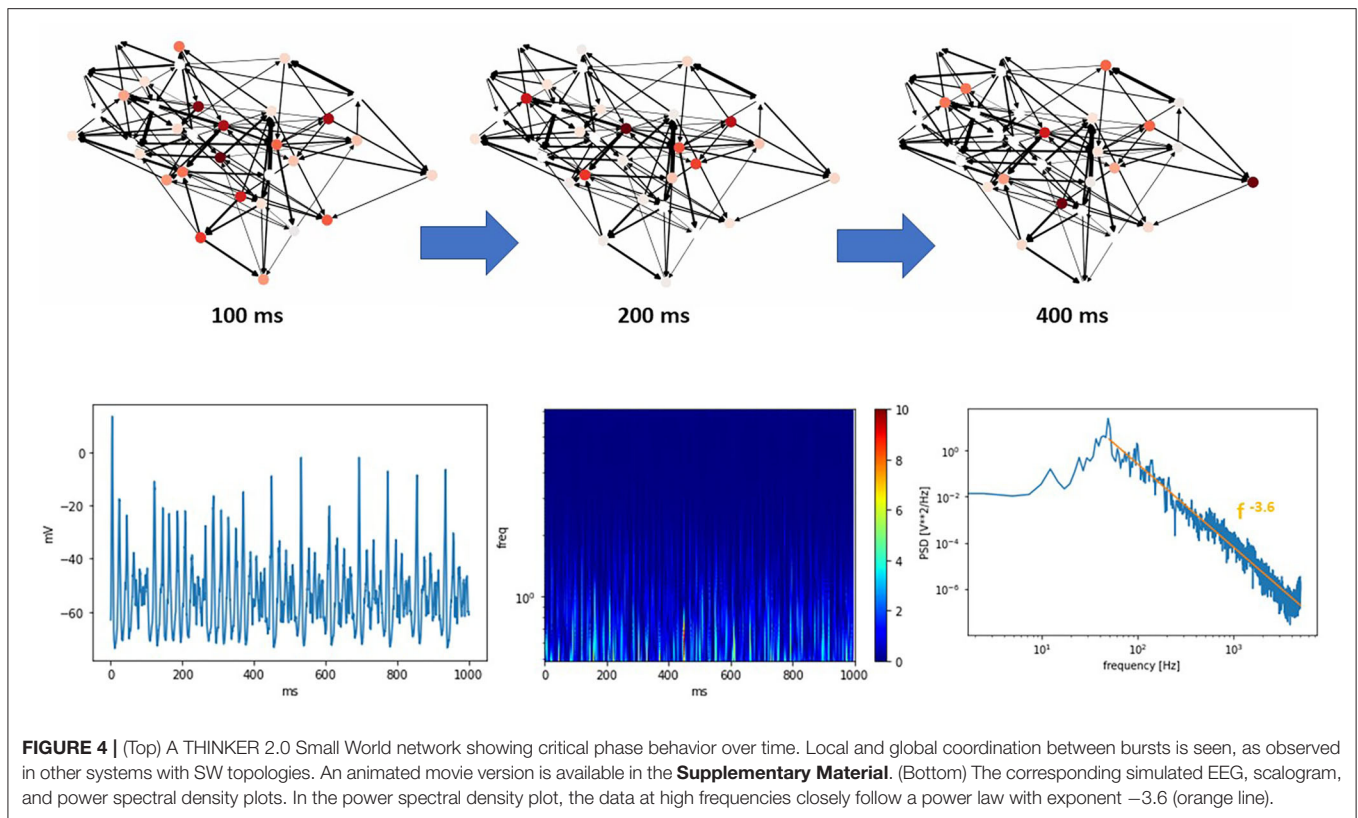 100 ms
200 ms
400 ms
0
−20
−40
−60
mV
0
200
400
600
800
1000
ms
freq
10⁰
0
200
400
600
800
1000
ms
10
8
6
4
2
0
PSD [V**2/Hz]
10⁰
10⁻²
10⁻⁴
10⁻⁶
f -3.6
10¹
10²
10³
frequency [Hz]
FIGURE 4 | (Top) A THINKER 2.0 Small World network showing critical phase behavior over time. Local and global coordination between bursts is seen, as observed
in other systems with SW topologies. An animated movie version is available in the Supplementary Material. (Bottom) The corresponding simulated EEG, scalogram,
and power spectral density plots. In the power spectral density plot, the data at high frequencies closely follow a power law with exponent −3.6 (orange line).